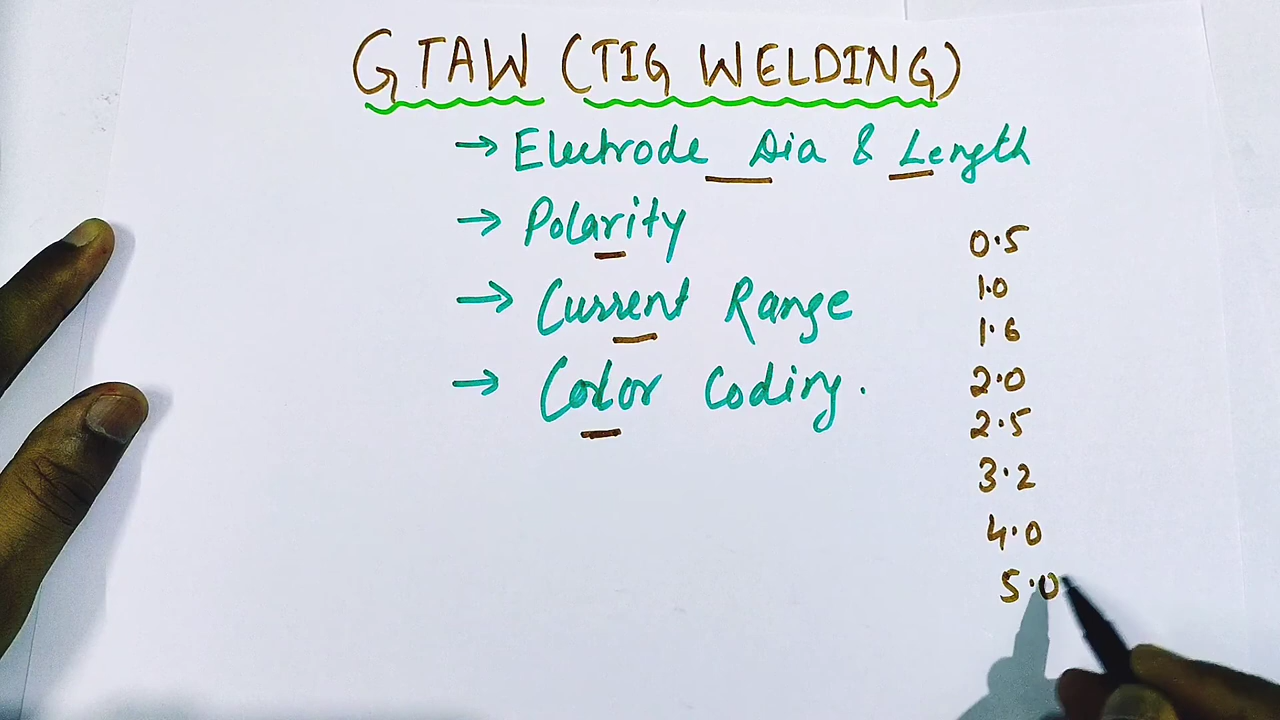 GTAW (TIG WELDING)
→ Electrode Dia & Length
→ Polarity
→ Current Range
→ Color Coding.
0.5
1.0
1.6
2.0
2.5
3.2
4.0
5.0